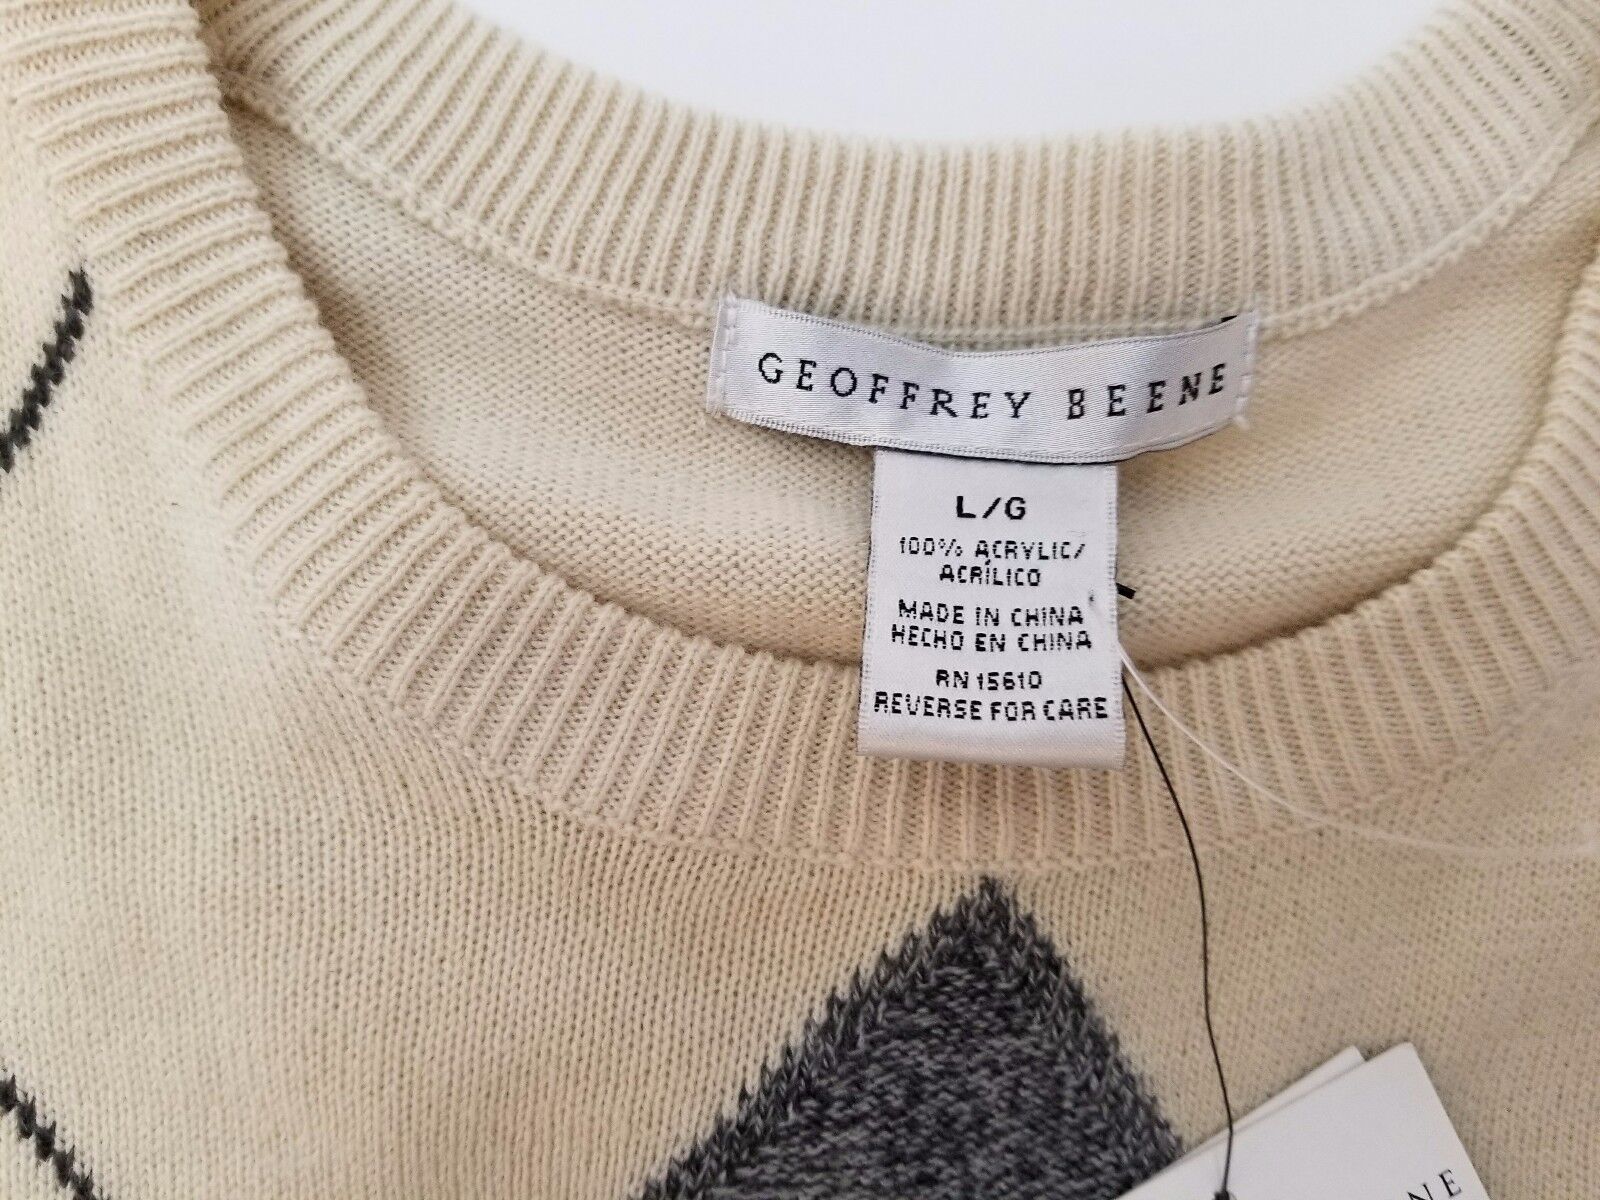 GEOFFREY BEENE
L/G
100% ACRYLIC/
ACRÍLICO
MADE IN CHINA
HECHO EN CHINA
RN 15610
REVERSE FOR CARE